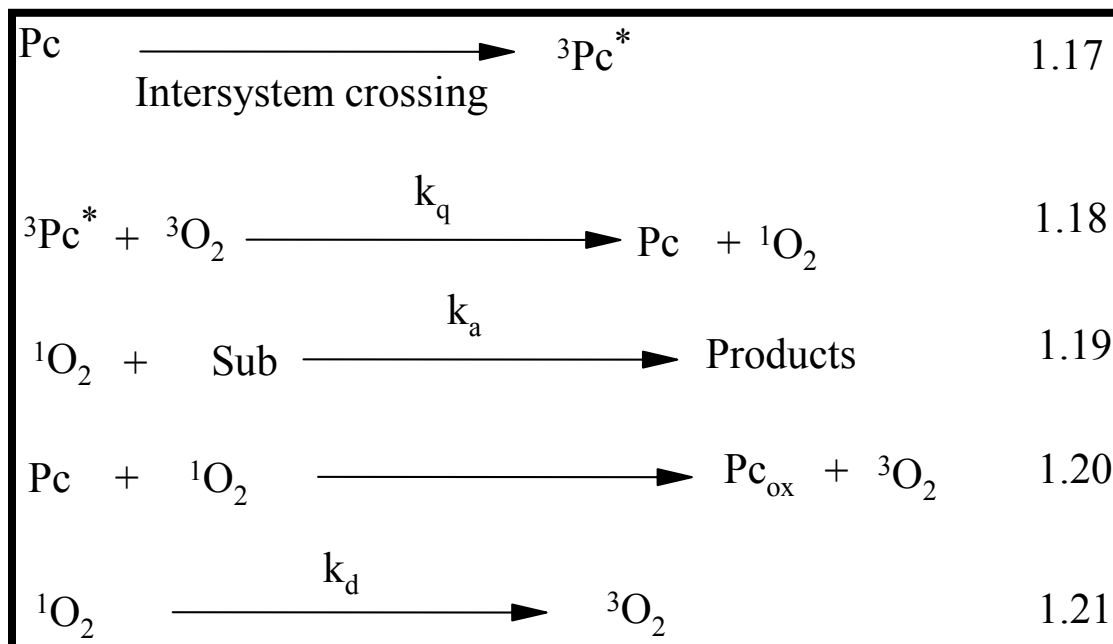 Pc ³Pc* 1.17
Intersystem crossing
k_q
³Pc* + ³O₂ Pc + ¹O₂ 1.18
k_a
¹O₂ + Sub Products 1.19
Pc + ¹O₂ Pc_ox + ³O₂ 1.20
k_d
¹O₂ ³O₂ 1.21